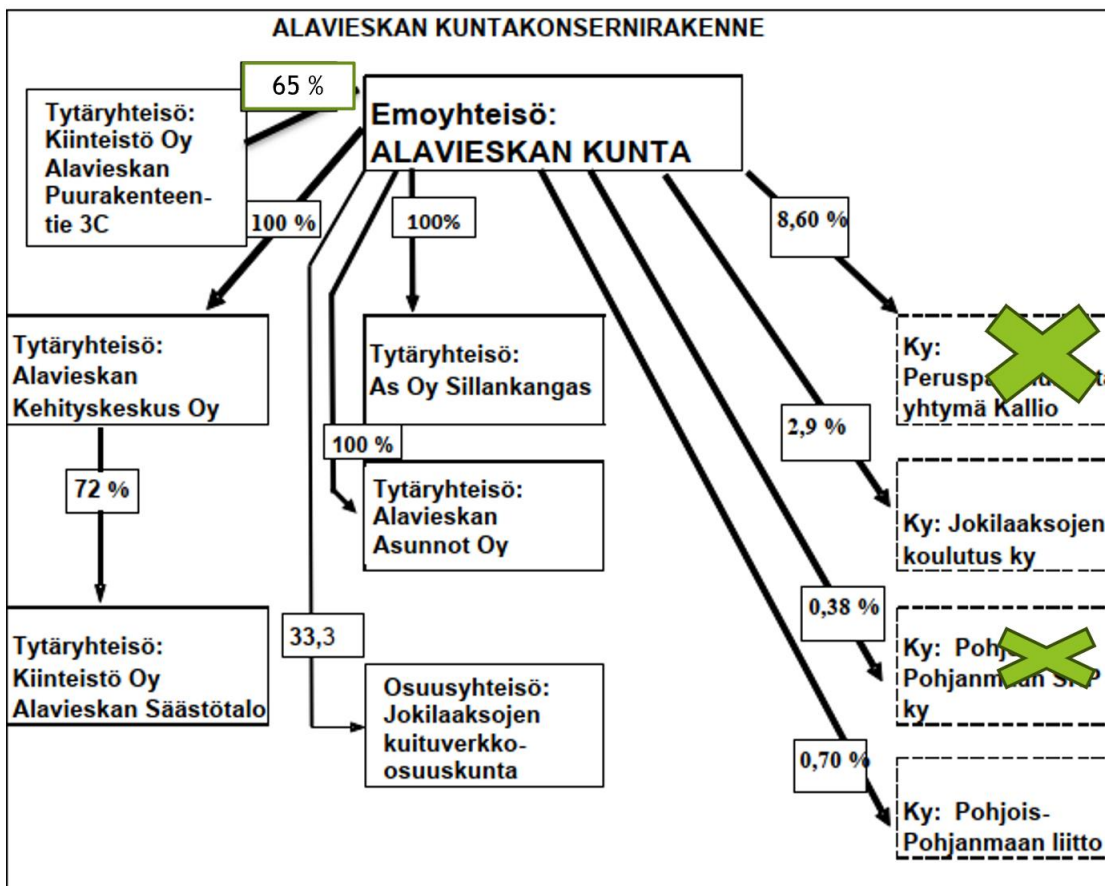 ALAVIESKAN KUNTAKONSERNIRAKENNE
65 %
Tytäryhteisö:
Kiinteistö Oy
Alavieskan
Puurakenteen-
tie 3C
Emoyhteisö:
ALAVIESKAN KUNTA
100 %
100%
8,60 %
Tytäryhteisö:
Alavieskan
Kehityskeskus Oy
Tytäryhteisö:
As Oy Sillankangas
Ky:
yhtymä Kallio
2,9 %
100 %
72 %
Tytäryhteisö:
Alavieskan
Asunnot Oy
Ky: Jokilaaksojen
koulutus ky
0,38 %
Tytäryhteisö:
Kiinteistö Oy
Alavieskan Säästötalo
33,3
Osuusyhteisö:
Jokilaaksojen
kuituverkko-
osuuskunta
Ky:
Pohjanmaan
ky
0,70 %
Ky: Pohjois-
Pohjanmaan liitto